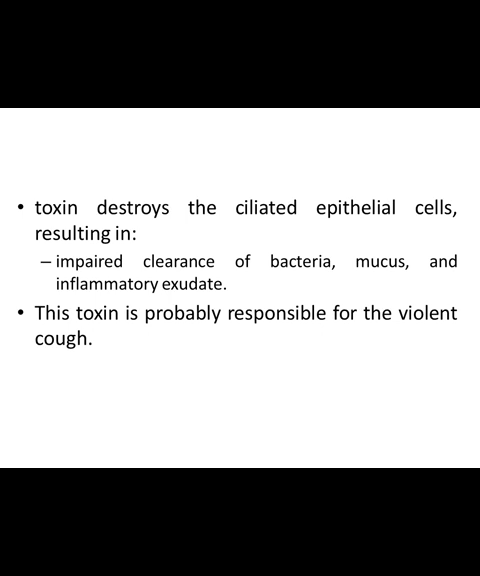 • toxin destroys the ciliated epithelial cells,
resulting in:
– impaired clearance of bacteria, mucus, and
inflammatory exudate.
• This toxin is probably responsible for the violent
cough.